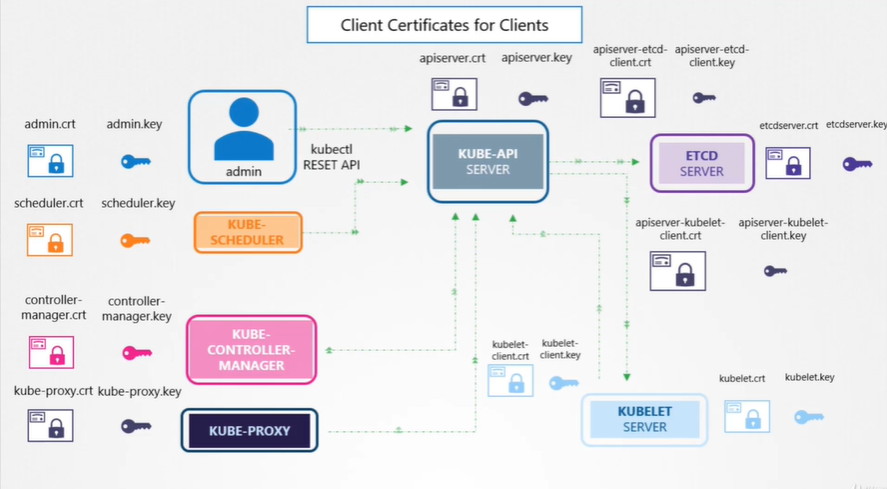 Client Certificates for Clients
apiserver.crt
apiserver.key
apiserver-etcd-
client.crt
apiserver-etcd-
client.key
admin.crt
admin.key
admin
kubectl
RESET API
KUBE-API
SERVER
ETCD
SERVER
etcdserver.crt
etcdserver.key
scheduler.crt
scheduler.key
KUBE-
SCHEDULER
apiserver-kubelet-
client.crt
apiserver-kubelet-
client.key
controller-
manager.crt
controller-
manager.key
KUBE-
CONTROLLER-
MANAGER
kubelet-
client.crt
kubelet-
client.key
kube-proxy.crt
kube-proxy.key
KUBE-PROXY
KUBELET
SERVER
kubelet.crt
kubelet.key